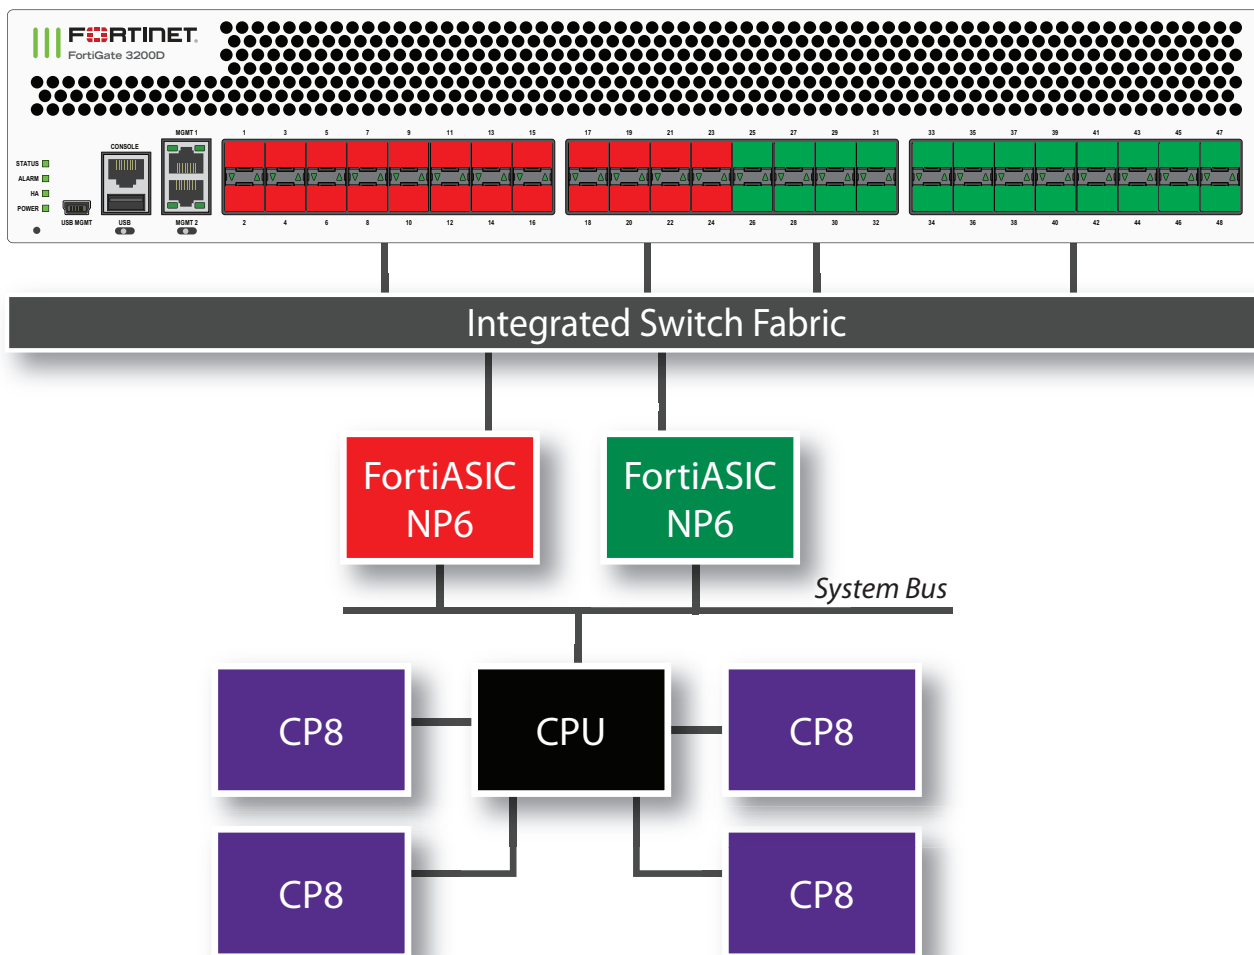 FORTINET
FortiGate 3200D
MGMT 1
1 3 5 7 9 11 13 15 17 19 21 23 25 27 29 31 33 35 37 39 41 43 45 47
CONSOLE
STATUS
ALARM
HA
POWER
USB MGMT USB MGMT 2
2 4 6 8 10 12 14 16 18 20 22 24 26 28 30 32 34 36 38 40 42 44 46 48
Integrated Switch Fabric
FortiASIC
NP6
FortiASIC
NP6
System Bus
CP8 CPU CP8
CP8 CP8